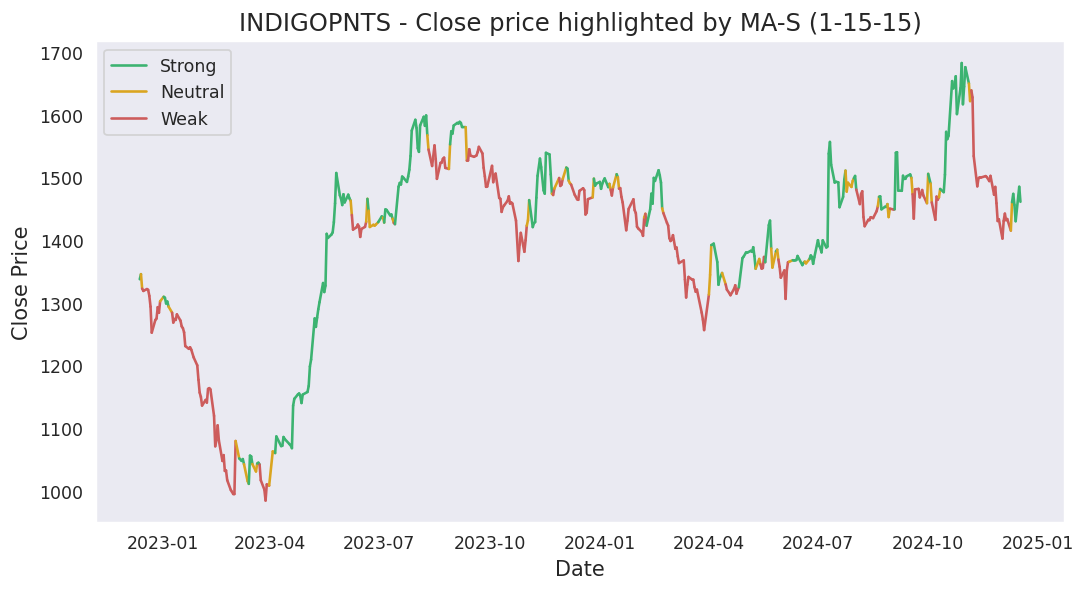 INDIGOPNTS - Close price highlighted by MA-S (1-15-15)
Strong
Neutral
Weak
Close Price
1700
1600
1500
1400
1300
1200
1100
1000
2023-01 2023-04 2023-07 2023-10 2024-01 2024-04 2024-07 2024-10 2025-01
Date